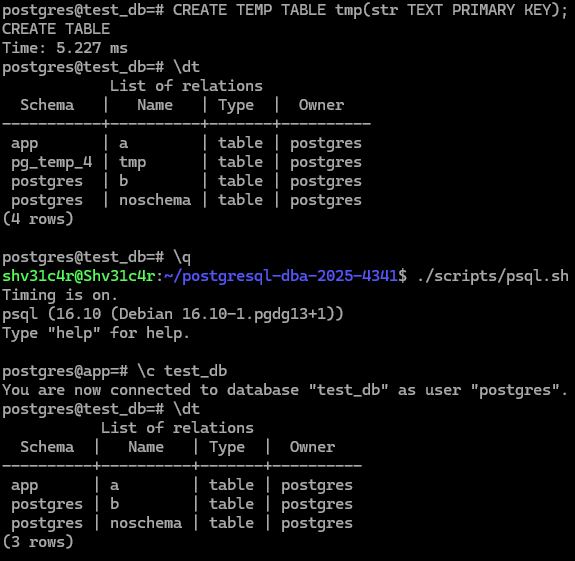 postgres@test_db=# CREATE TEMP TABLE tmp(str TEXT PRIMARY KEY);
CREATE TABLE
Time: 5.227 ms
postgres@test_db=# \dt
            List of relations
  Schema   |   Name   | Type  |  Owner
-----------+----------+-------+----------
 app       | a        | table | postgres
 pg_temp_4 | tmp      | table | postgres
 postgres  | b        | table | postgres
 postgres  | noschema | table | postgres
(4 rows)

postgres@test_db=# \q
shv31c4r@Shv31c4r:~/postgresql-dba-2025-4341$ ./scripts/psql.sh
Timing is on.
psql (16.10 (Debian 16.10-1.pgdg13+1))
Type "help" for help.

postgres@app=# \c test_db
You are now connected to database "test_db" as user "postgres".
postgres@test_db=# \dt
           List of relations
  Schema  |   Name   | Type  |  Owner
----------+----------+-------+----------
 app      | a        | table | postgres
 postgres | b        | table | postgres
 postgres | noschema | table | postgres
(3 rows)